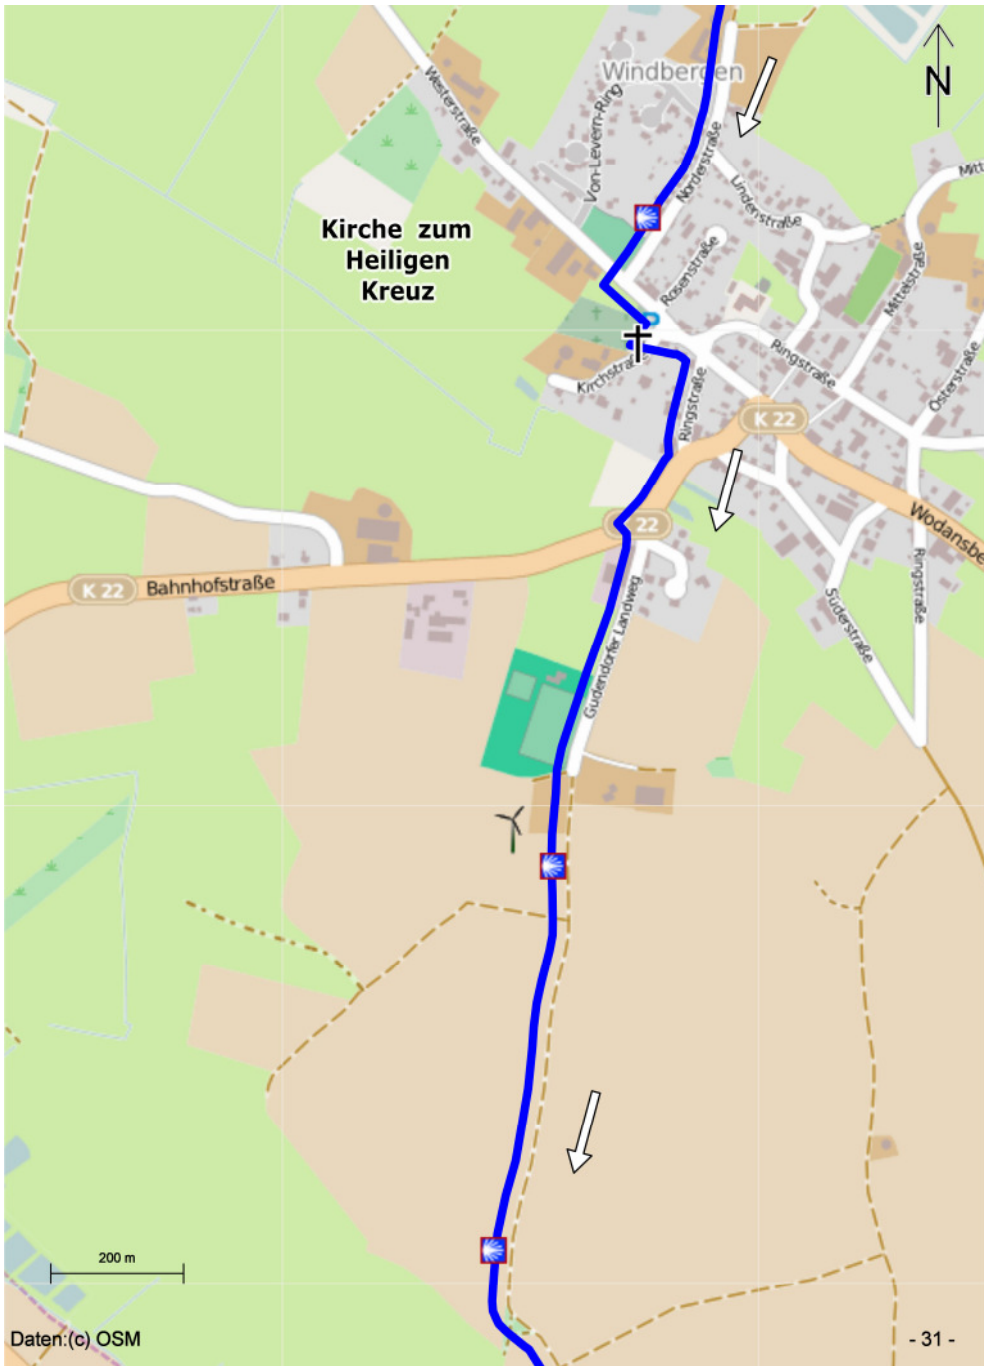 Windbergen
N
Westerstraße
Von-Levern-Ring
Norderstraße
Lindenstraße
Mitt
Kirche zum
Heiligen
Kreuz
Rosenstraße
Mittelstraße
Ringstraße
Kirchstraße
Ringstraße
Osterstraße
K 22
22
Wodansbe
K 22
Bahnhofstraße
Gudendorfer Landweg
Süderstraße
Ringstraße
200 m
Daten:(c) OSM
- 31 -